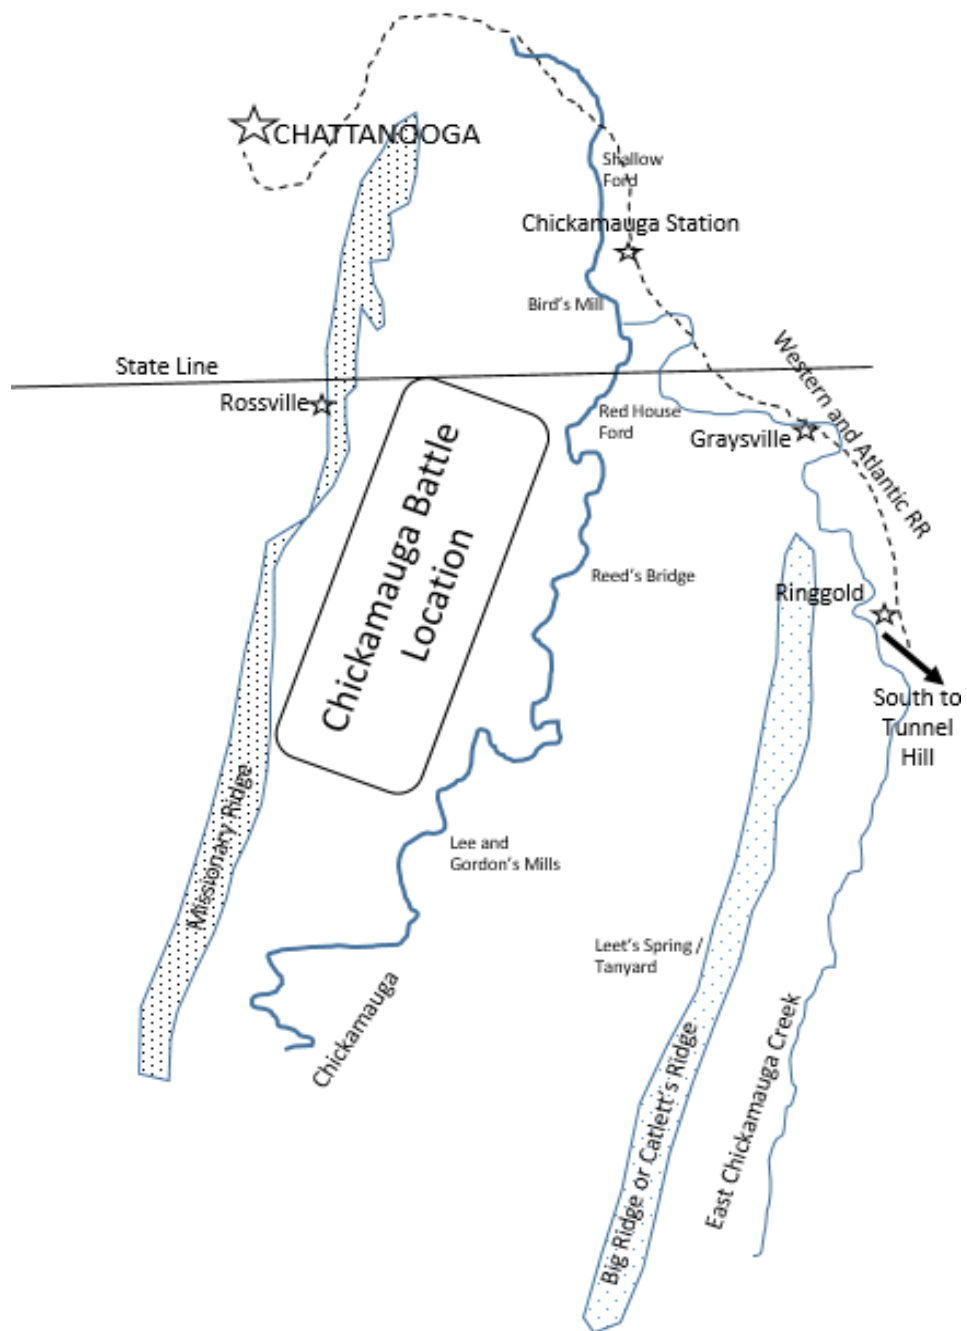 CHATTANOOGA
Shallow
Ford
Chickamauga Station
Bird's Mill
State Line
Rossville
Red House
Ford
Graysville
Western and Atlantic RR
Chickamauga Battle
Location
Reed's Bridge
Ringgold
South to
Tunnel
Hill
Missionary Ridge
Lee and
Gordon's Mills
Leet's Spring /
Tanyard
Chickamauga
Big Ridge or Catlett's Ridge
East Chickamauga Creek